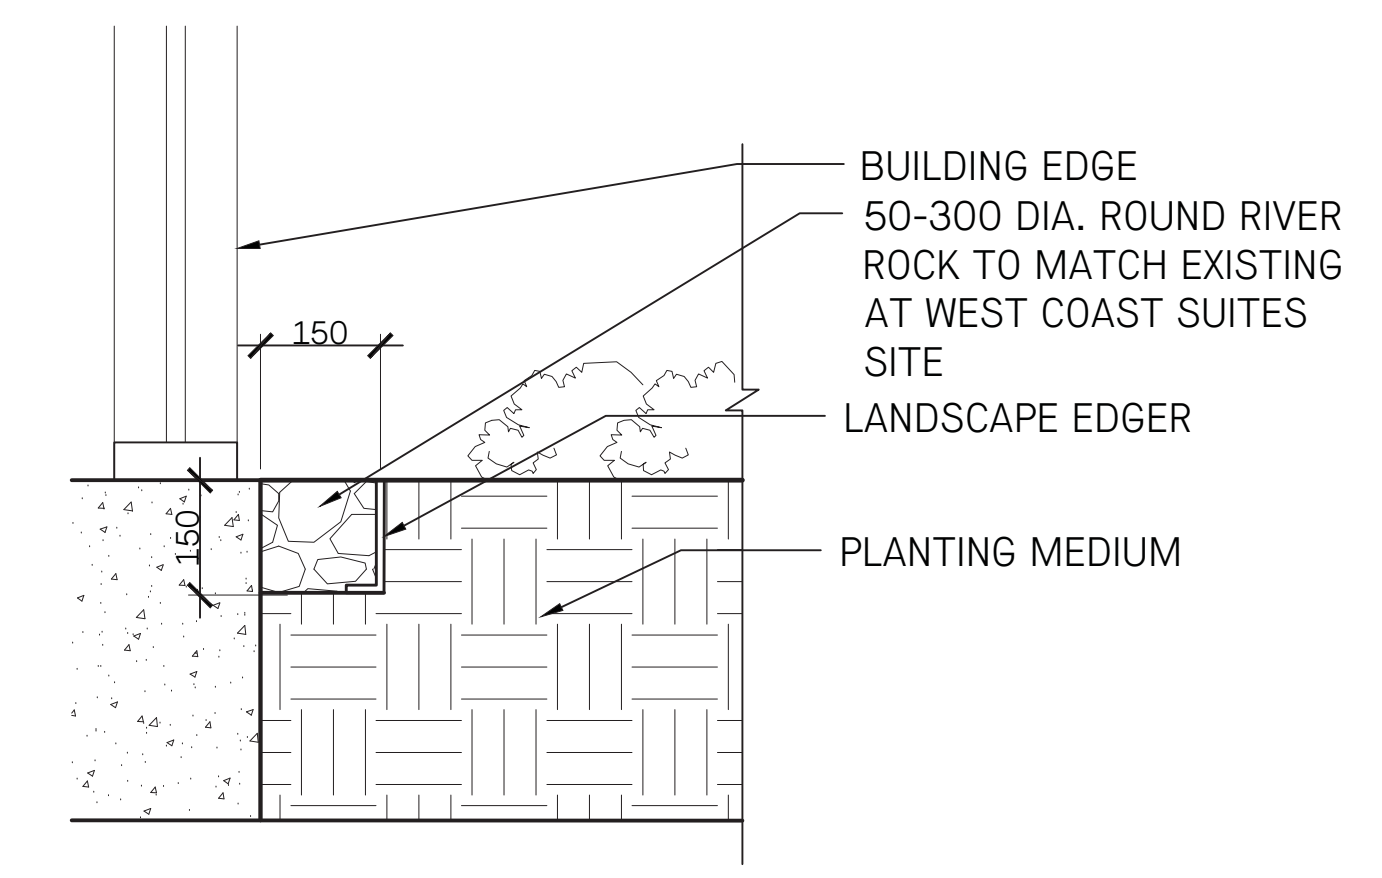 BUILDING EDGE
50-300 DIA. ROUND RIVER
ROCK TO MATCH EXISTING
AT WEST COAST SUITES
SITE
150
LANDSCAPE EDGER
150
PLANTING MEDIUM